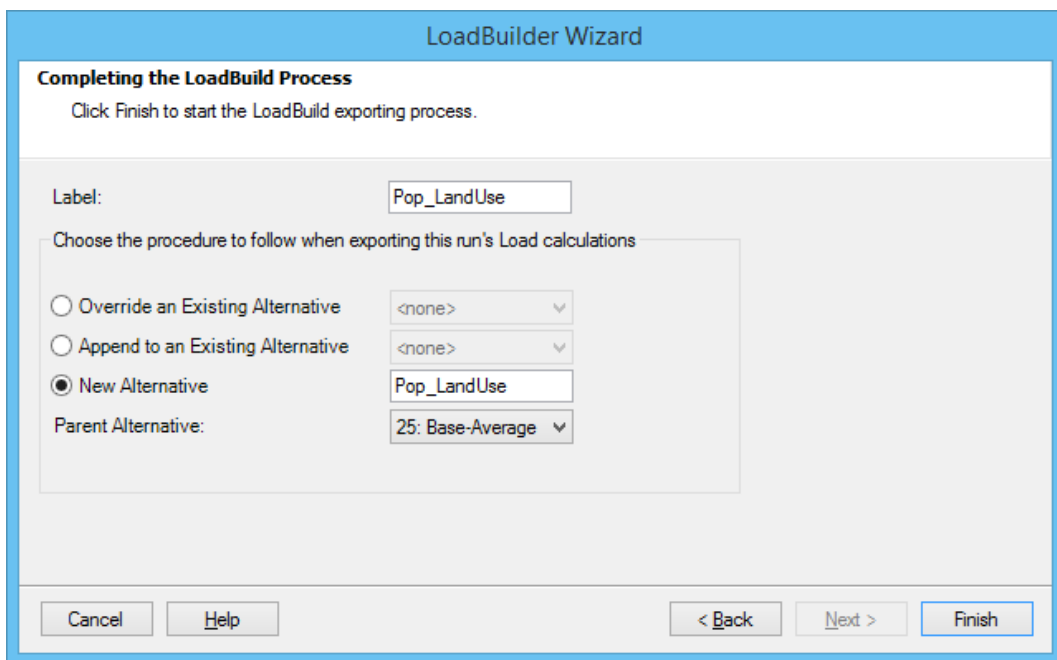 LoadBuilder Wizard
Completing the LoadBuild Process
Click Finish to start the LoadBuild exporting process.
Label: Pop_LandUse
Choose the procedure to follow when exporting this run's Load calculations
Override an Existing Alternative <none>
Append to an Existing Alternative <none>
New Alternative Pop_LandUse
Parent Alternative: 25: Base-Average
Cancel Help < Back Next > Finish